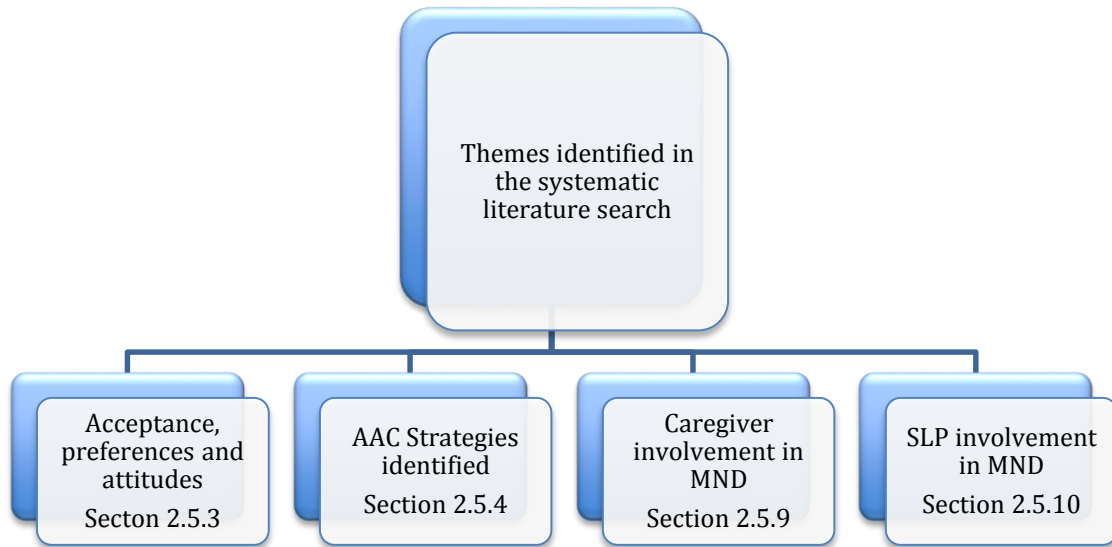 Themes identified in
the systematic
literature search
Acceptance,
preferences and
attitudes
Secton 2.5.3
AAC Strategies
identified
Section 2.5.4
Caregiver
involvement in
MND
Section 2.5.9
SLP involvement
in MND
Section 2.5.10